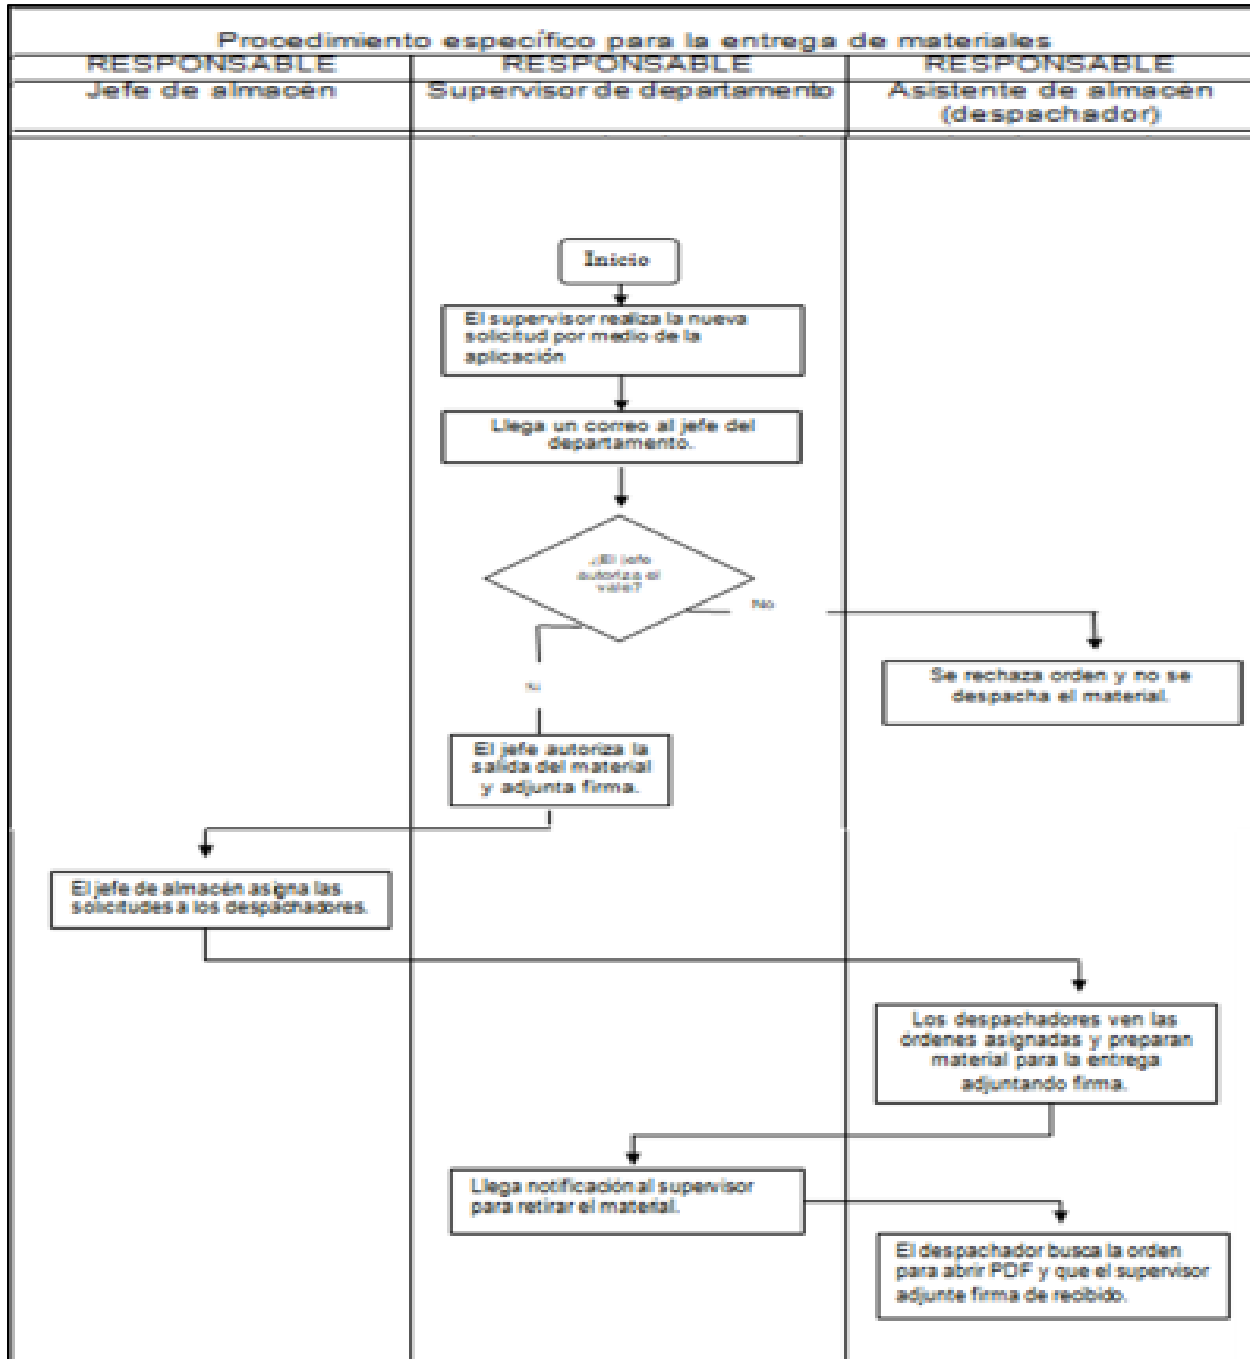 Procedimiento específico para la entrega de materiales
RESPONSABLE
RESPONSABLE
RESPONSABLE
Jefe de almacén
Supervisor de departamento
Asistente de almacén
(despachador)
Inicio
El supervisor realiza la nueva
solicitud por medio de la
aplicación
Llega un correo al jefe del
departamento.
¿El jefe
autoriza el
vale?
No
Se rechaza orden y no se
despacha el material.
El jefe autoriza la
salida del material
y adjunta firma.
El jefe de almacén asigna las
solicitudes a los despachadores.
Los despachadores ven las
órdenes asignadas y preparan
material para la entrega
adjuntando firma.
Llega notificación al supervisor
para retirar el material.
El despachador busca la orden
para abrir PDF y que el supervisor
adjunte firma de recibido.